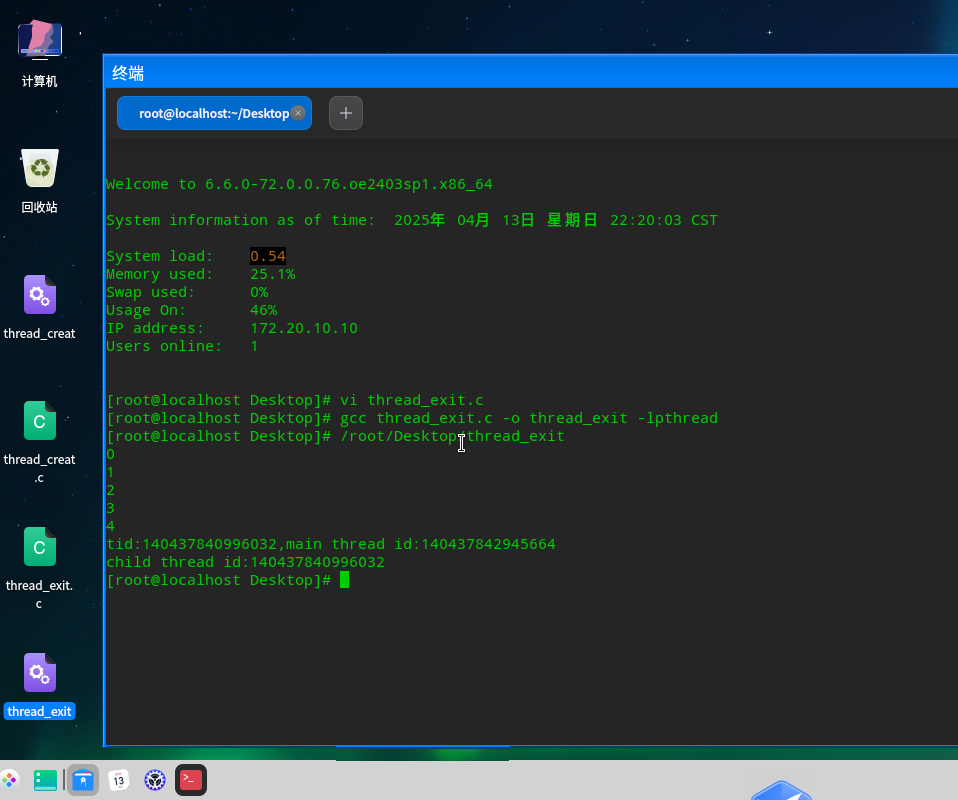 计算机
回收站
thread_creat
thread_creat
.c
thread_exit.
c
thread_exit
终端
root@localhost:~/Desktop
Welcome to 6.6.0-72.0.0.76.oe2403sp1.x86_64
System information as of time:  2025年 04月 13日 星期日 22:20:03 CST
System load:    0.54
Memory used:    25.1%
Swap used:      0%
Usage On:       46%
IP address:     172.20.10.10
Users online:   1
[root@localhost Desktop]# vi thread_exit.c
[root@localhost Desktop]# gcc thread_exit.c -o thread_exit -lpthread
[root@localhost Desktop]# /root/Desktop/thread_exit
0
1
2
3
4
tid:140437840996032,main thread id:140437842945664
child thread id:140437840996032
[root@localhost Desktop]#
C
C
13